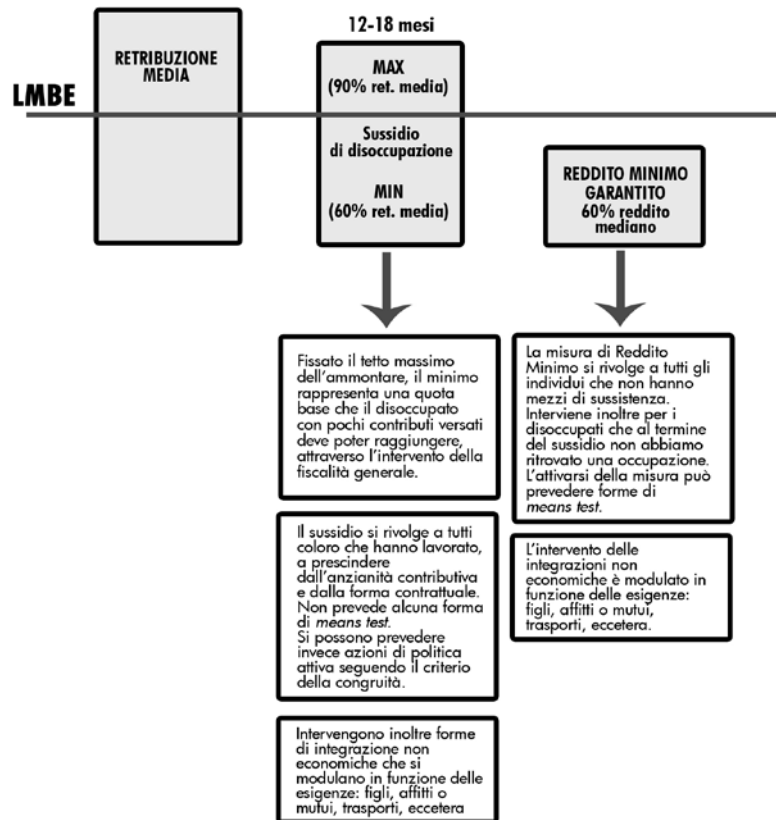 12-18 mesi
RETRIBUZIONE
MEDIA
MAX
(90% ret. media)
LMBE
Sussidio
di disoccupazione
MIN
(60% ret. media)
REDDITO MINIMO
GARANTITO
60% reddito
mediano
Fissato il tetto massimo
dell'ammontare, il minimo
rappresenta una quota
base che il disoccupato
con pochi contributi versati
deve poter raggiungere,
attraverso l'intervento della
fiscalità generale.
Il sussidio si rivolge a tutti
coloro che hanno lavorato,
a prescindere
dall'anzianità contributiva
e dalla forma contrattuale.
Non prevede alcuna forma
di means test.
Si possono prevedere
invece azioni di politica
attiva seguendo il criterio
della congruità.
Intervengono inoltre forme
di integrazione non
economiche che si
modulano in funzione delle
esigenze: figli, affitti o
mutui, trasporti, eccetera
La misura di Reddito
Minimo si rivolge a tutti gli
individui che non hanno
mezzi di sussistenza.
Interviene inoltre per i
disoccupati che al termine
del sussidio non abbiamo
ritrovato una occupazione.
L'attivarsi della misura può
prevedere forme di
means test.
L'intervento delle
integrazioni non
economiche è modulato in
funzione delle esigenze:
figli, affitti o mutui,
trasporti, eccetera.